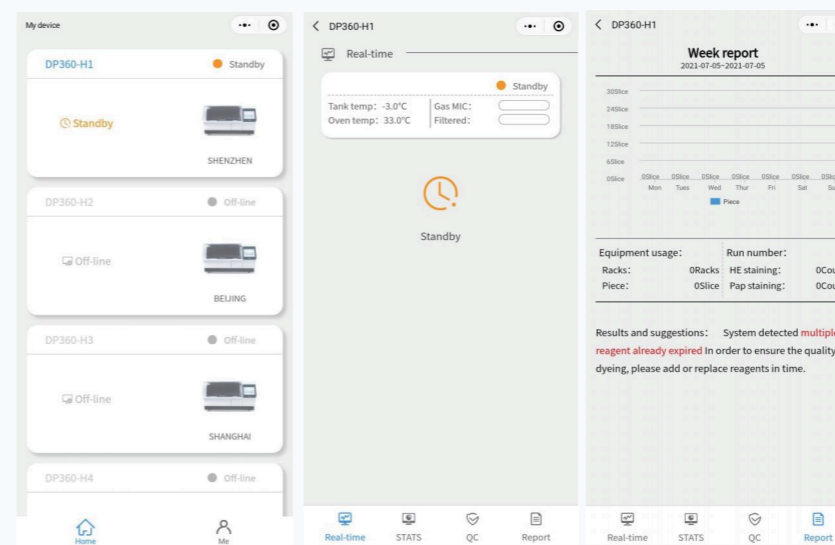 My device
DP360-H1
Standby
Standby
SHENZHEN
DP360-H2
Off-line
Off-line
BEIJING
DP360-H3
Off-line
Off-line
SHANGHAI
DP360-H4
Off-line
Home
Me
DP360-H1
Real-time
Standby
Tank temp: -3.0°C
Gas MIC:
Oven temp: 33.0°C
Filtered:
Standby
Real-time
STATS
QC
Report
DP360-H1
Week report
2021-07-05~2021-07-05
30Slice
24Slice
18Slice
12Slice
6Slice
0Slice
0Slice 0Slice 0Slice 0Slice 0Slice 0Slice 0Slic
Mon Tues Wed Thur Fri Sat Su
Piece
Equipment usage:
Run number:
Racks: 0Racks
HE staining: 0Cou
Piece: 0Slice
Pap staining: 0Cou
Results and suggestions: System detected multiple
reagent already expired In order to ensure the quality
dyeing, please add or replace reagents in time.
Real-time
STATS
QC
Report